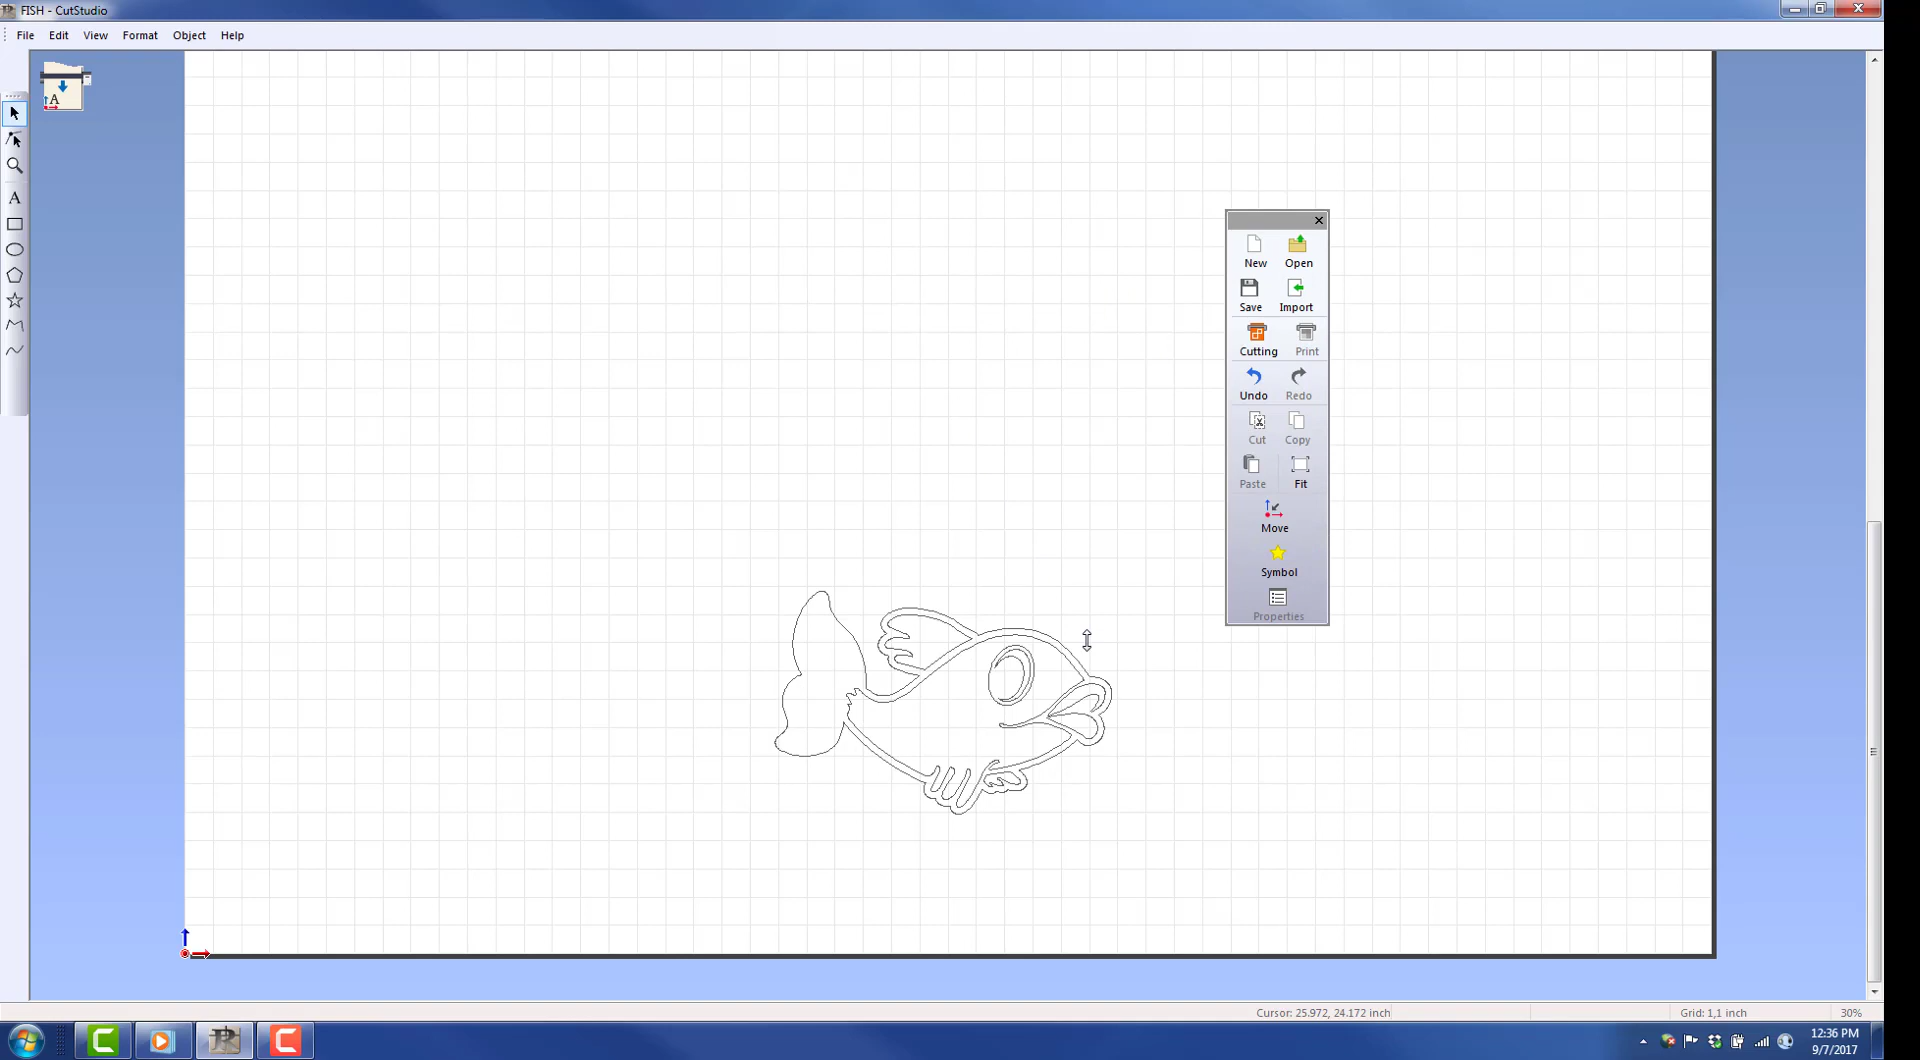 FISH - CutStudio
File Edit View Format Object Help
A
A
New Open
Save Import
Cutting Print
Undo Redo
Cut Copy
Paste Fit
Move
Symbol
Properties
Cursor: 25.972, 24.172 inch Grid: 1,1 inch 30%
12:36 PM
9/7/2017